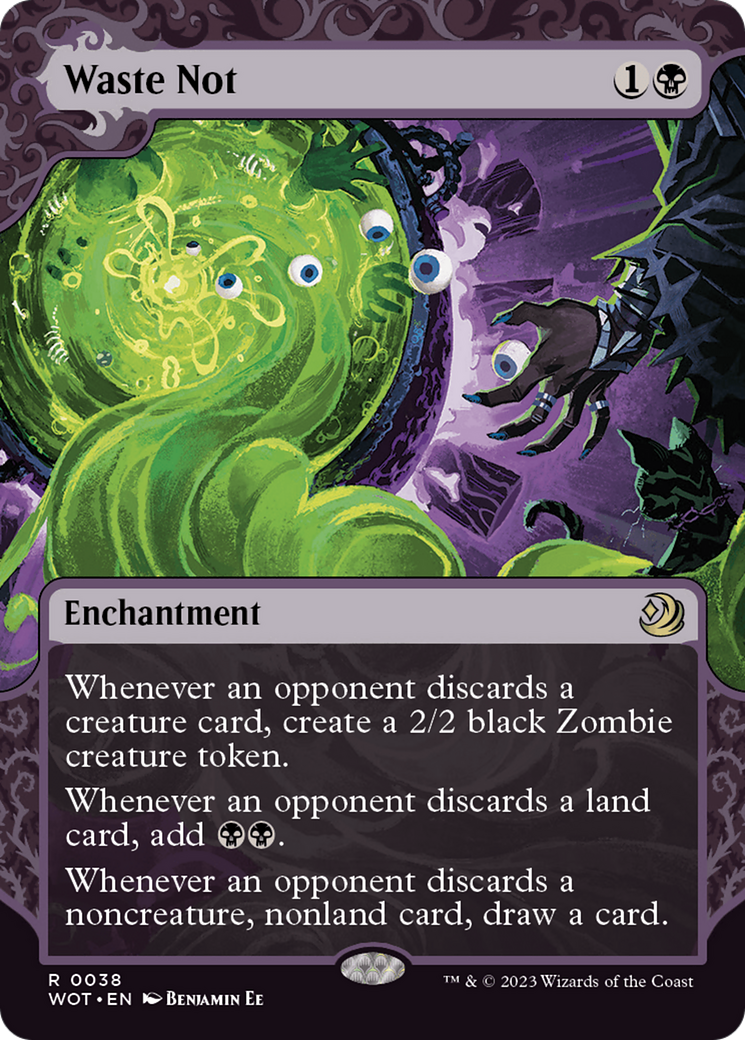 Waste Not 1
Enchantment
Whenever an opponent discards a
creature card, create a 2/2 black Zombie
creature token.
Whenever an opponent discards a land
card, add .
Whenever an opponent discards a
noncreature, nonland card, draw a card.
R 0038
WOT • EN Benjamin Ee
™ & © 2023 Wizards of the Coast